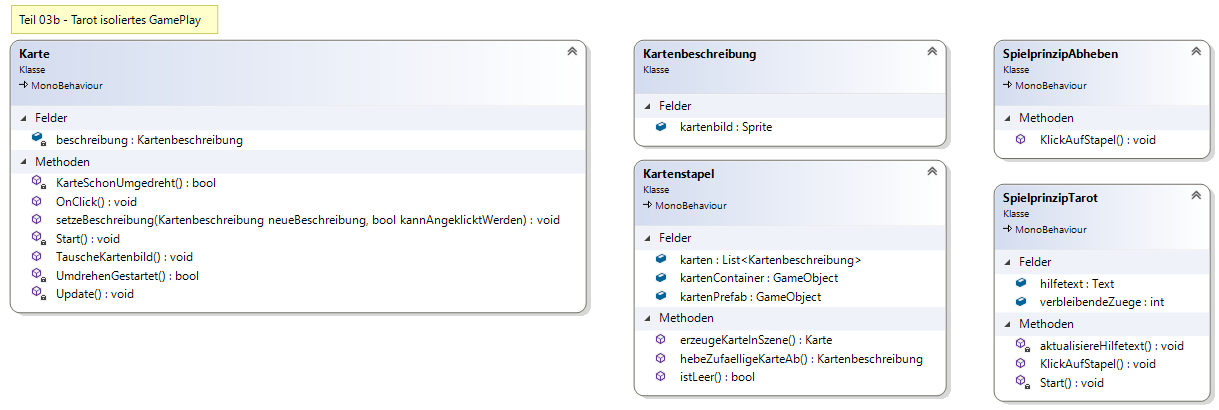 Teil 03b - Tarot isoliertes GamePlay
Karte
Klasse
MonoBehaviour
Felder
beschreibung : Kartenbeschreibung
Methoden
KarteSchonUmgedreht() : bool
OnClick() : void
setzeBeschreibung(Kartenbeschreibung neueBeschreibung, bool kannAngeklicktWerden) : void
Start() : void
TauscheKartenbild() : void
UmdrehenGestartet() : bool
Update() : void
Kartenbeschreibung
Klasse
Felder
kartenbild : Sprite
Kartenstapel
Klasse
MonoBehaviour
Felder
karten : List<Kartenbeschreibung>
kartenContainer : GameObject
kartenPrefab : GameObject
Methoden
erzeugeKarteInSzene() : Karte
hebeZufaelligeKarteAb() : Kartenbeschreibung
istLeer() : bool
SpielprinzipAbheben
Klasse
MonoBehaviour
Methoden
KlickAufStapel() : void
SpielprinzipTarot
Klasse
MonoBehaviour
Felder
hilfetext : Text
verbleibendeZuege : int
Methoden
aktualisiereHilfetext() : void
KlickAufStapel() : void
Start() : void